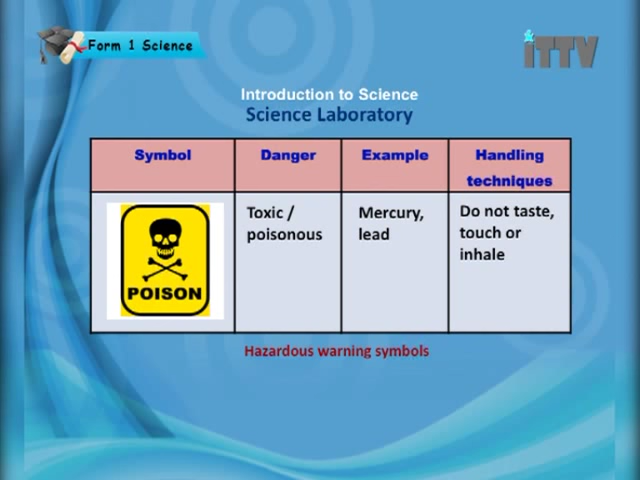 Form 1 Science
iTTV
Introduction to Science
Science Laboratory
Symbol
Danger
Example
Handling
techniques
POISON
Toxic /
poisonous
Mercury,
lead
Do not taste,
touch or
inhale
Hazardous warning symbols